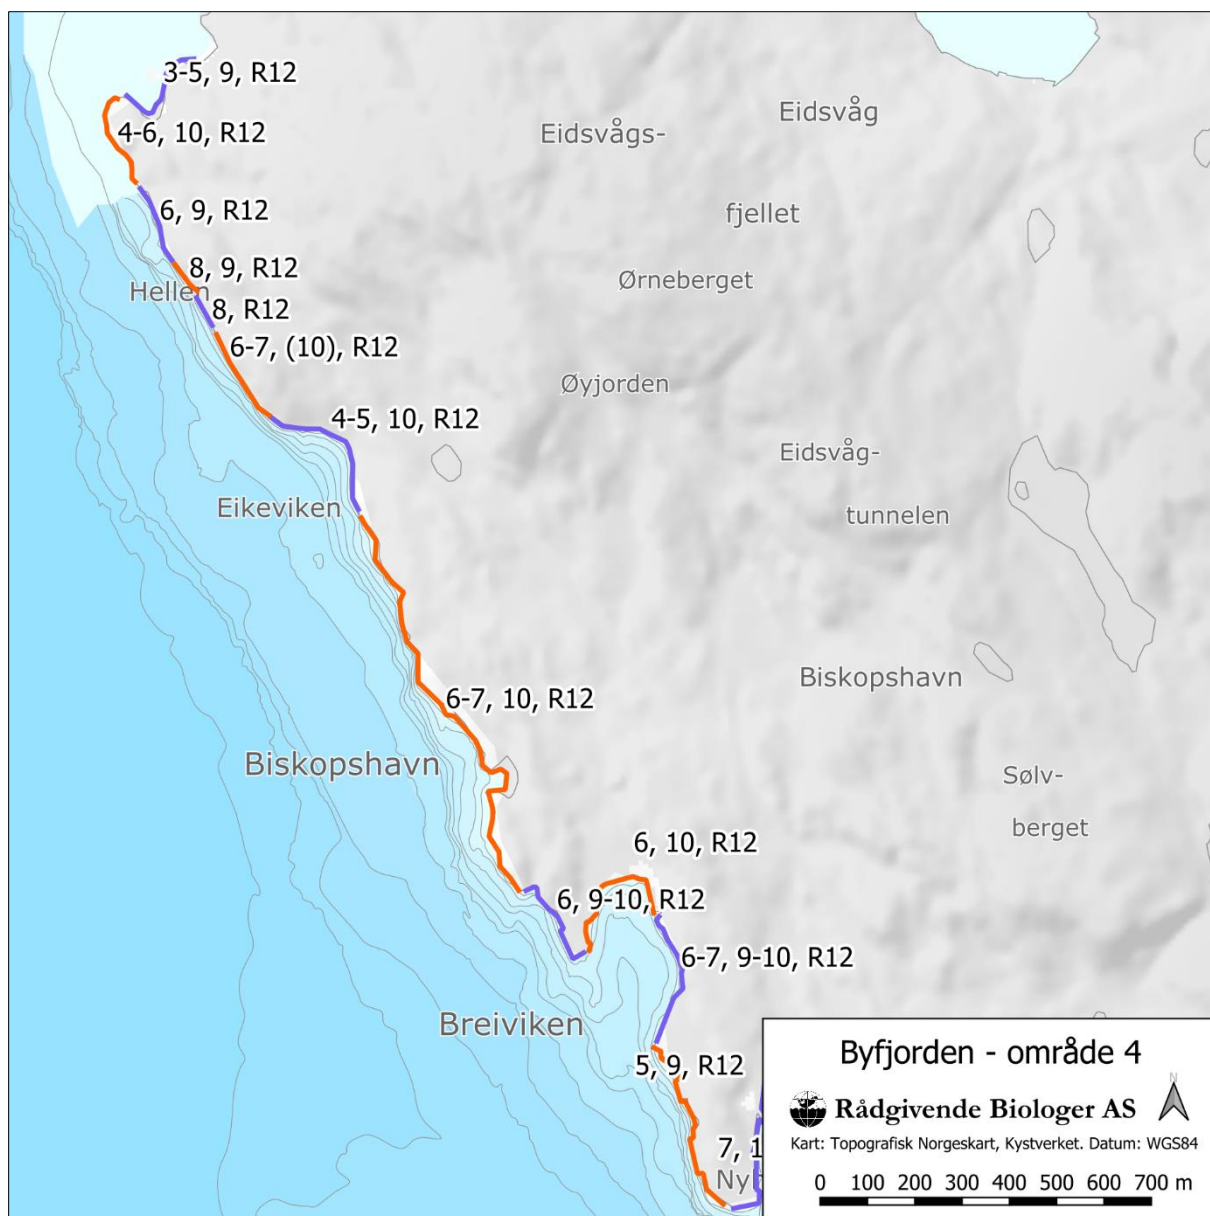 3-5, 9, R12
Eidsvåg
4-6, 10, R12
Eidsvågs-
6, 9, R12
fjellet
8, 9, R12
Ørneberget
Hellen
8, R12
6-7, (10), R12
Øyjorden
4-5, 10, R12
Eidsvåg-
Eikeviken
tunnelen
Biskopshavn
6-7, 10, R12
Biskopshavn
Sølv-
berget
6, 10, R12
6, 9-10, R12
6-7, 9-10, R12
Breiviken
5, 9, R12
7, 1
Ny
Byfjorden - område 4
N
Rådgivende Biologer AS
Kart: Topografisk Norgeskart, Kystverket. Datum: WGS84
0 100 200 300 400 500 600 700 m